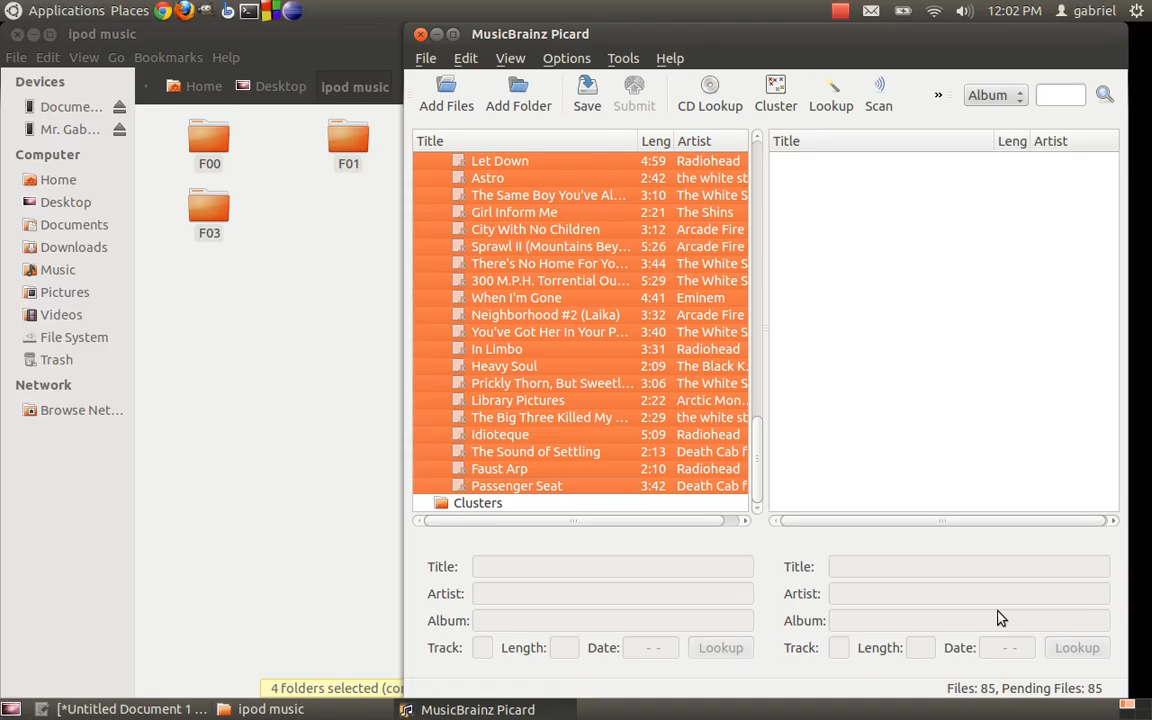 Applications Places 12:02 PM gabriel
ipod music
File Edit View Go Bookmarks Help
Home Desktop ipod music
Devices
Docume...
Mr. Gab...
Computer
Home
Desktop
Documents
Downloads
Music
Pictures
Videos
File System
Trash
Network
Browse Net...
F00 F01
F03
4 folders selected (cor
MusicBrainz Picard
File Edit View Options Tools Help
Add Files Add Folder Save Submit CD Lookup Cluster Lookup Scan » Album
Title Leng Artist
Let Down 4:59 Radiohead
Astro 2:42 the white st
The Same Boy You've Al... 3:10 The White S
Girl Inform Me 2:21 The Shins
City With No Children 3:12 Arcade Fire
Sprawl II (Mountains Bey... 5:26 Arcade Fire
There's No Home For Yo... 3:44 The White S
300 M.P.H. Torrential Ou... 5:29 The White S
When I'm Gone 4:41 Eminem
Neighborhood #2 (Laika) 3:32 Arcade Fire
You've Got Her In Your P... 3:40 The White S
In Limbo 3:31 Radiohead
Heavy Soul 2:09 The Black K.
Prickly Thorn, But Sweetl... 3:06 The White S
Library Pictures 2:22 Arctic Mon..
The Big Three Killed My ... 2:29 the white st
Idioteque 5:09 Radiohead
The Sound of Settling 2:13 Death Cab f
Faust Arp 2:10 Radiohead
Passenger Seat 3:42 Death Cab f
Clusters
Title Leng Artist
Title:
Artist:
Album:
Track: Length: Date: - - Lookup
Title:
Artist:
Album:
Track: Length: Date: - - Lookup
Files: 85, Pending Files: 85
[*Untitled Document 1 ... ipod music MusicBrainz Picard